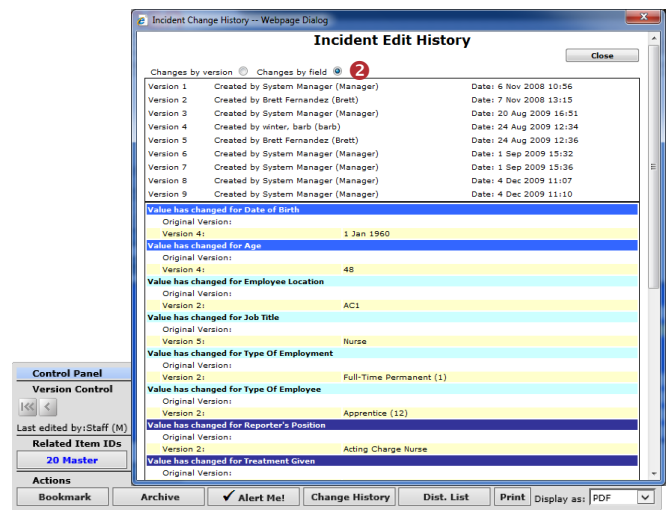 Incident Change History -- Webpage Dialog
Incident Edit History
Close
Changes by version Changes by field 2
Version 1 Created by System Manager (Manager) Date: 6 Nov 2008 10:56
Version 2 Created by Brett Fernandez (Brett) Date: 7 Nov 2008 13:15
Version 3 Created by System Manager (Manager) Date: 20 Aug 2009 16:51
Version 4 Created by winter, barb (barb) Date: 24 Aug 2009 12:34
Version 5 Created by Brett Fernandez (Brett) Date: 24 Aug 2009 12:36
Version 6 Created by System Manager (Manager) Date: 1 Sep 2009 15:32
Version 7 Created by System Manager (Manager) Date: 1 Sep 2009 15:36
Version 8 Created by System Manager (Manager) Date: 4 Dec 2009 11:07
Version 9 Created by System Manager (Manager) Date: 4 Dec 2009 11:10
Value has changed for Date of Birth
Original Version:
Version 4: 1 Jan 1960
Value has changed for Age
Original Version:
Version 4: 48
Value has changed for Employee Location
Original Version:
Version 2: AC1
Value has changed for Job Title
Original Version:
Version 5: Nurse
Value has changed for Type Of Employment
Original Version:
Version 2: Full-Time Permanent (1)
Value has changed for Type Of Employee
Original Version:
Version 2: Apprentice (12)
Value has changed for Reporter's Position
Original Version:
Version 2: Acting Charge Nurse
Value has changed for Treatment Given
Original Version:
Control Panel
Version Control
Last edited by:Staff (M)
Related Item IDs
20 Master
Actions
Bookmark Archive ✓ Alert Me! Change History Dist. List Print Display as: PDF